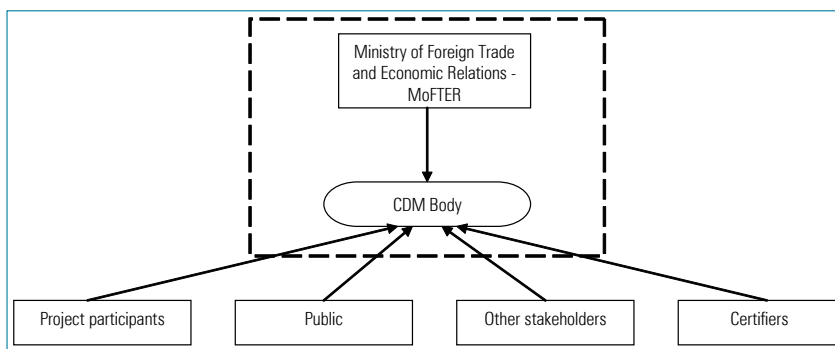 Ministry of Foreign Trade
and Economic Relations -
MoFTER
CDM Body
Project participants
Public
Other stakeholders
Certifiers